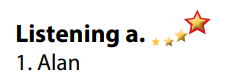 Listening a.
1. Alan